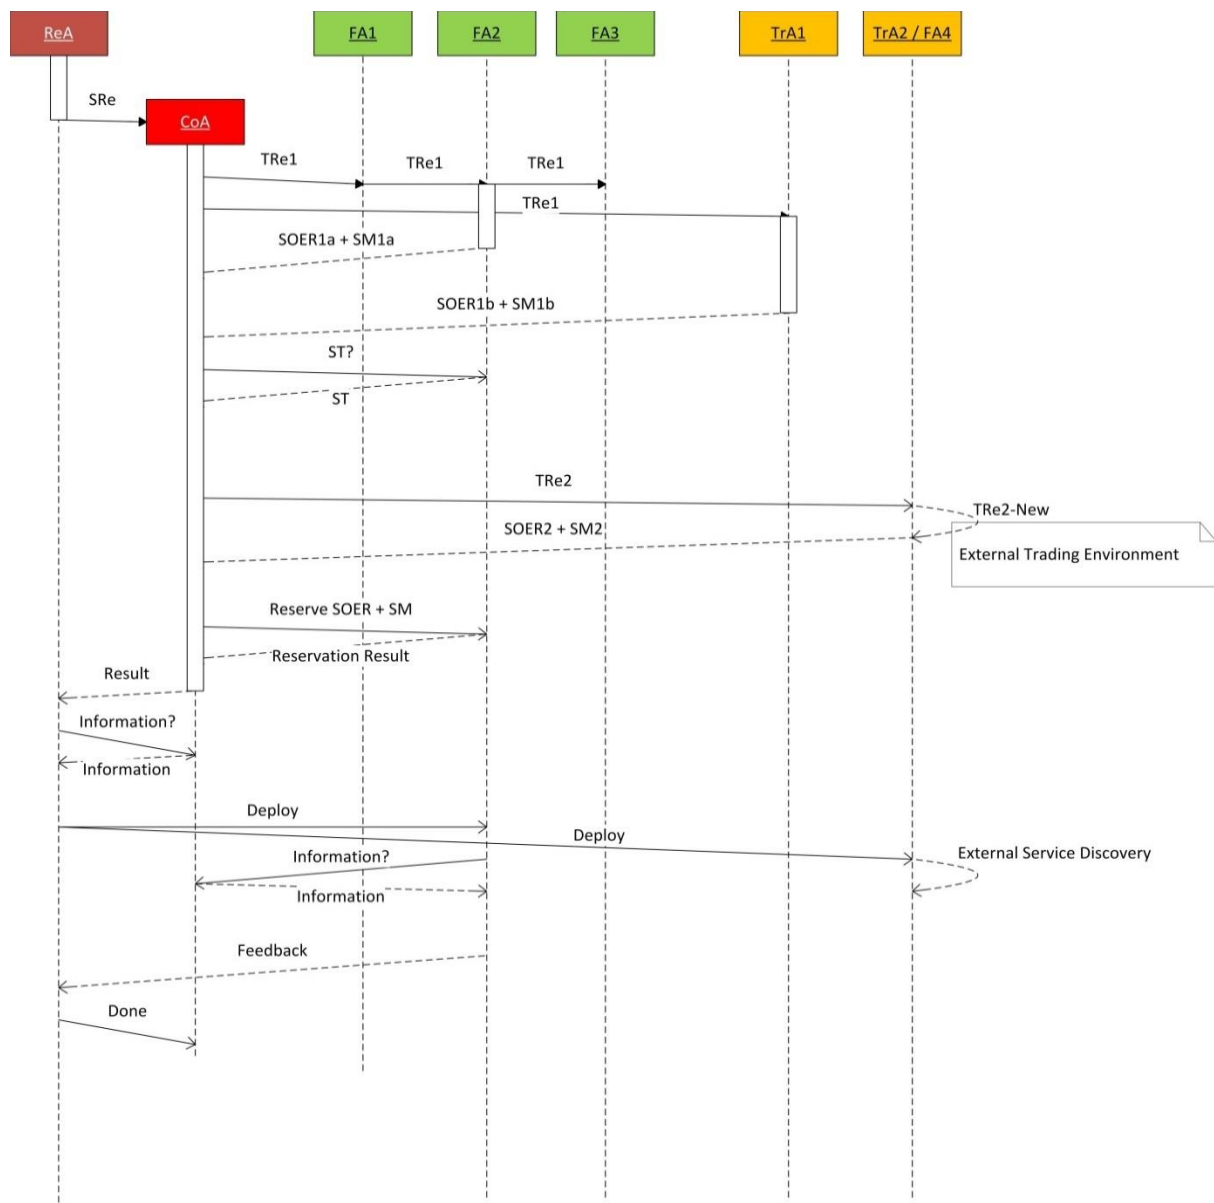 ReA
FA1
FA2
FA3
TrA1
TrA2 / FA4
SRe
CoA
TRe1
TRe1
TRe1
TRe1
SOER1a + SM1a
SOER1b + SM1b
ST?
ST
TRe2
TRe2-New
SOER2 + SM2
External Trading Environment
Reserve SOER + SM
Reservation Result
Result
Information?
Information
Deploy
Deploy
Information?
External Service Discovery
Information
Feedback
Done